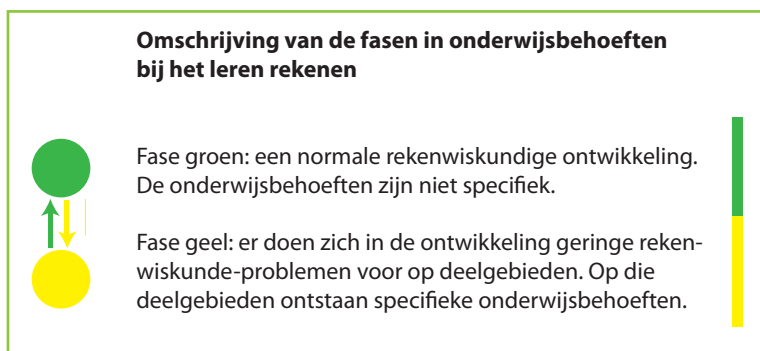 Omschrijving van de fasen in onderwijsbehoeften
bij het leren rekenen
Fase groen: een normale rekenwiskundige ontwikkeling.
De onderwijsbehoeften zijn niet specifiek.
Fase geel: er doen zich in de ontwikkeling geringe reken-
wiskunde-problemen voor op deelgebieden. Op die
deelgebieden ontstaan specifieke onderwijsbehoeften.